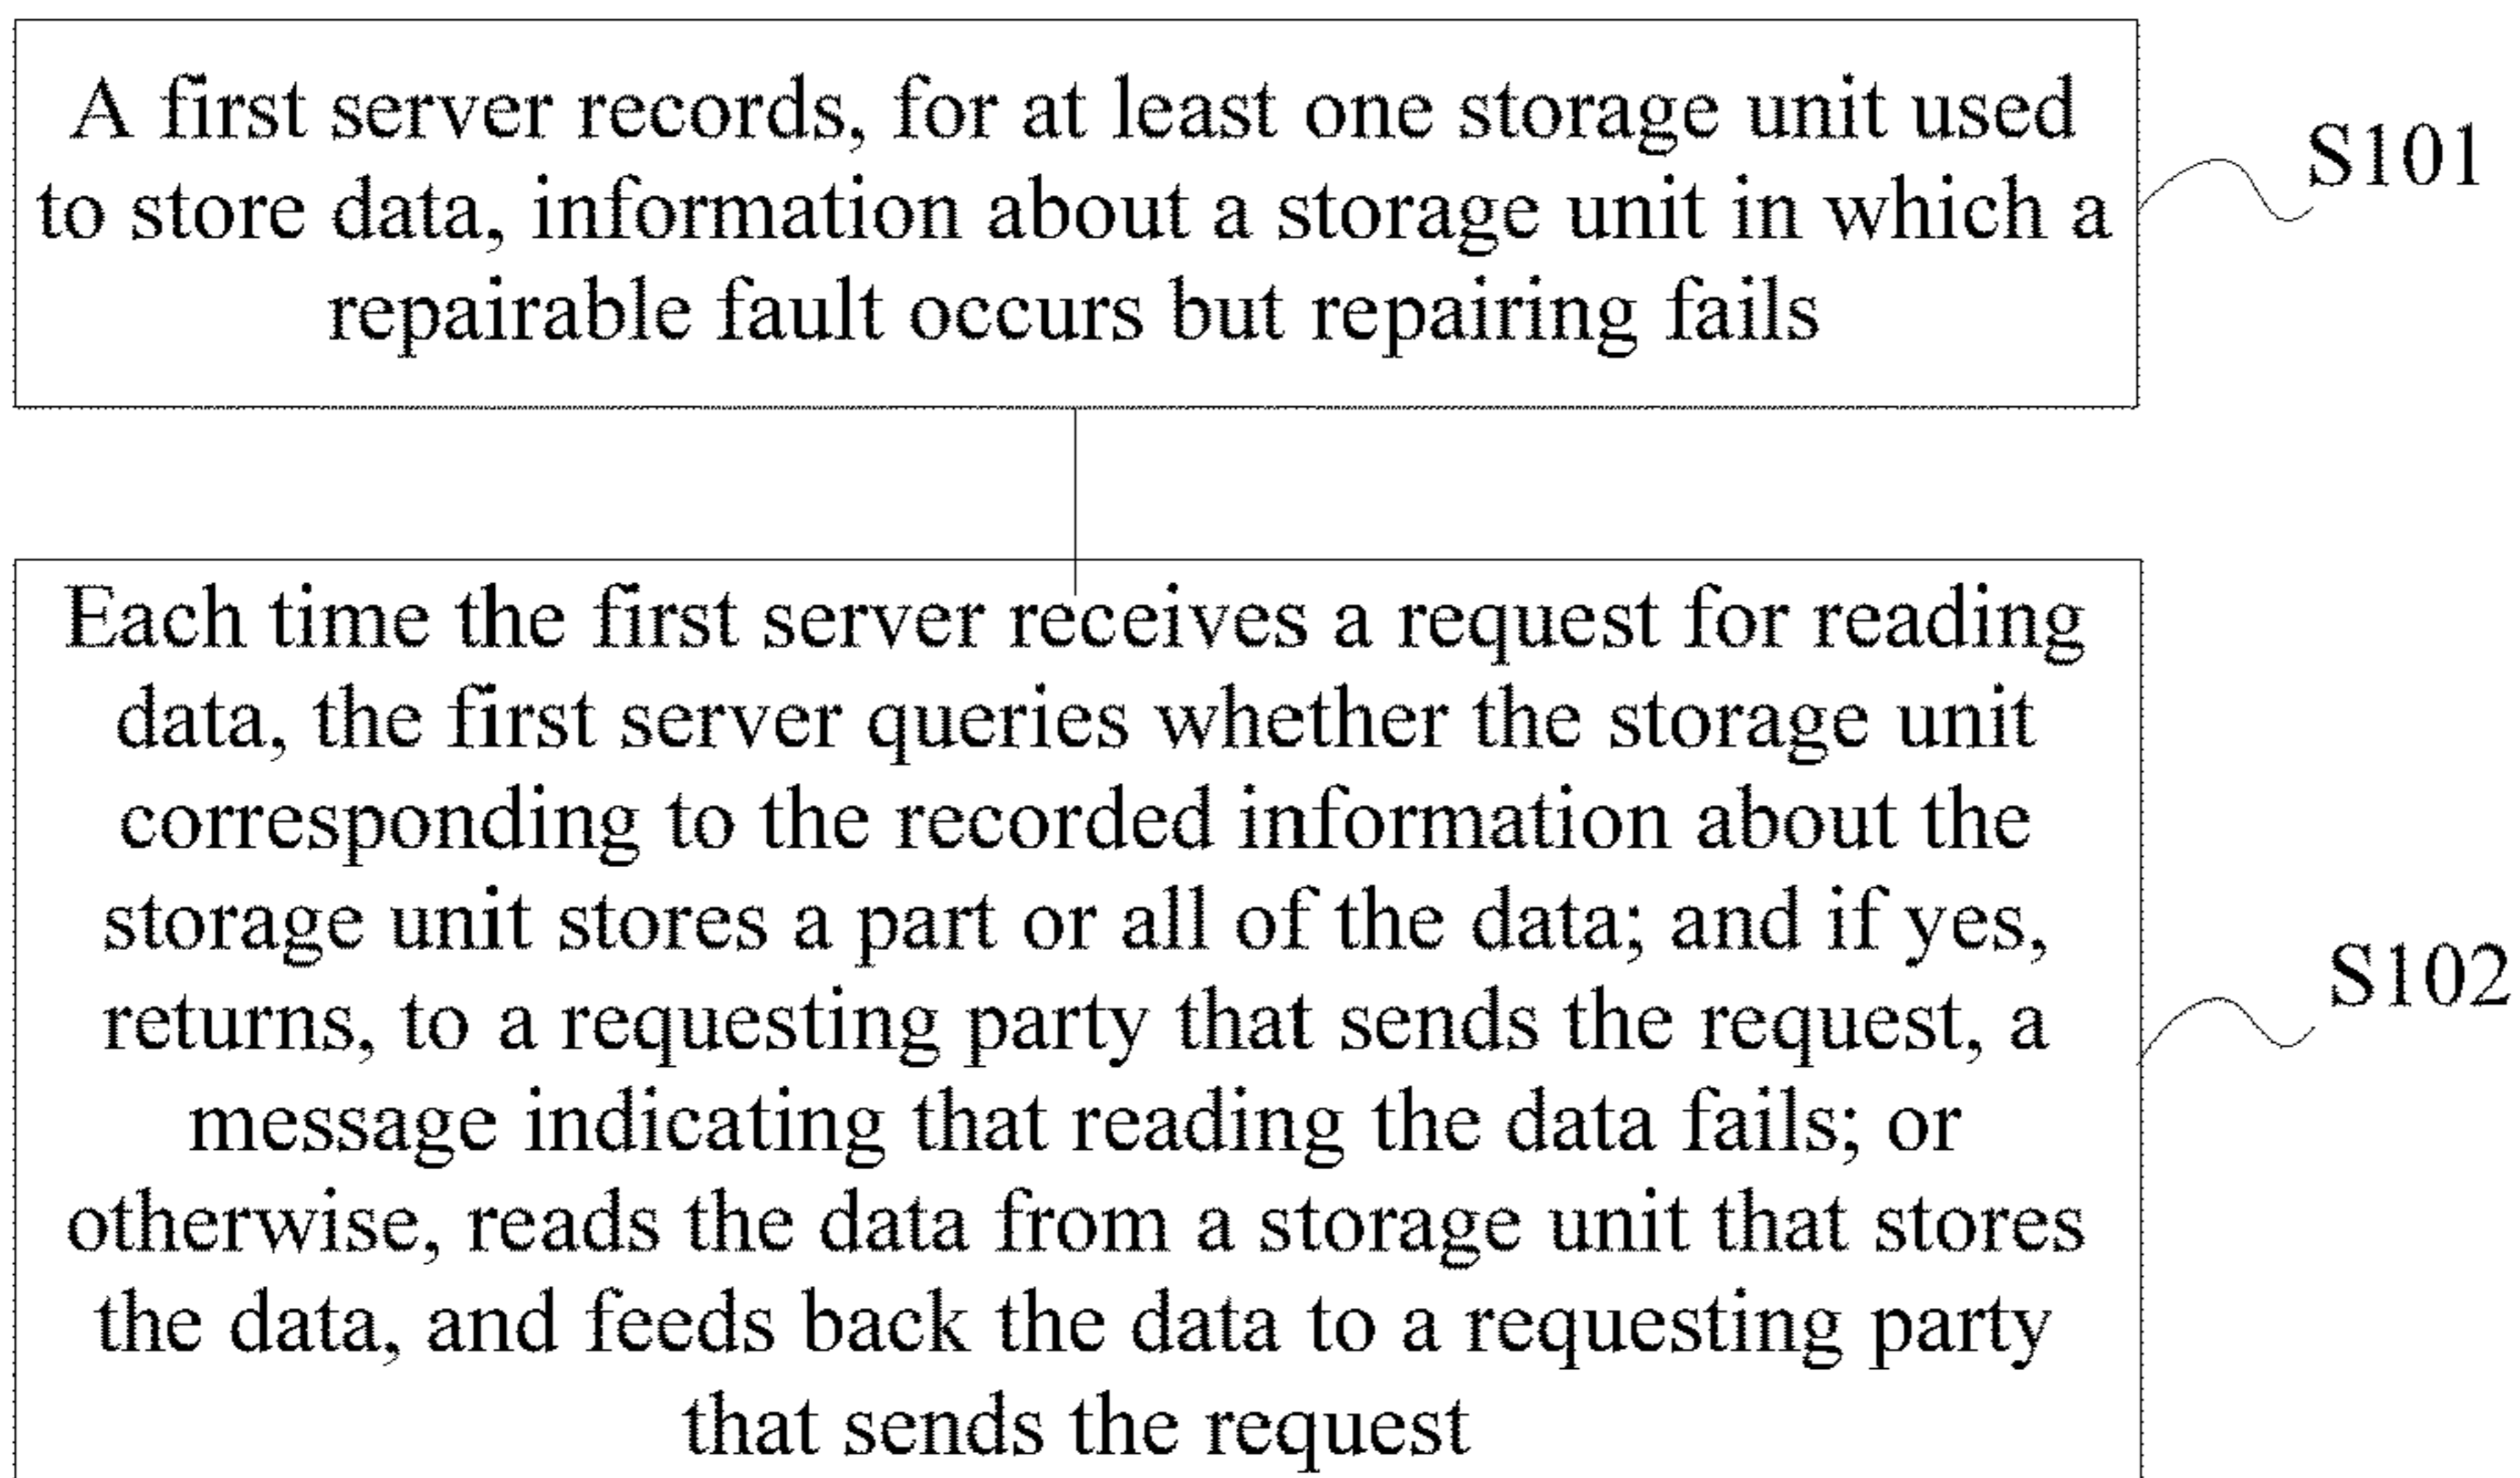 A first server records, for at least one storage unit used
to store data, information about a storage unit in which a
repairable fault occurs but repairing fails
S101
Each time the first server receives a request for reading
data, the first server queries whether the storage unit
corresponding to the recorded information about the
storage unit stores a part or all of the data; and if yes,
returns, to a requesting party that sends the request, a
message indicating that reading the data fails; or
otherwise, reads the data from a storage unit that stores
the data, and feeds back the data to a requesting party
that sends the request
S102